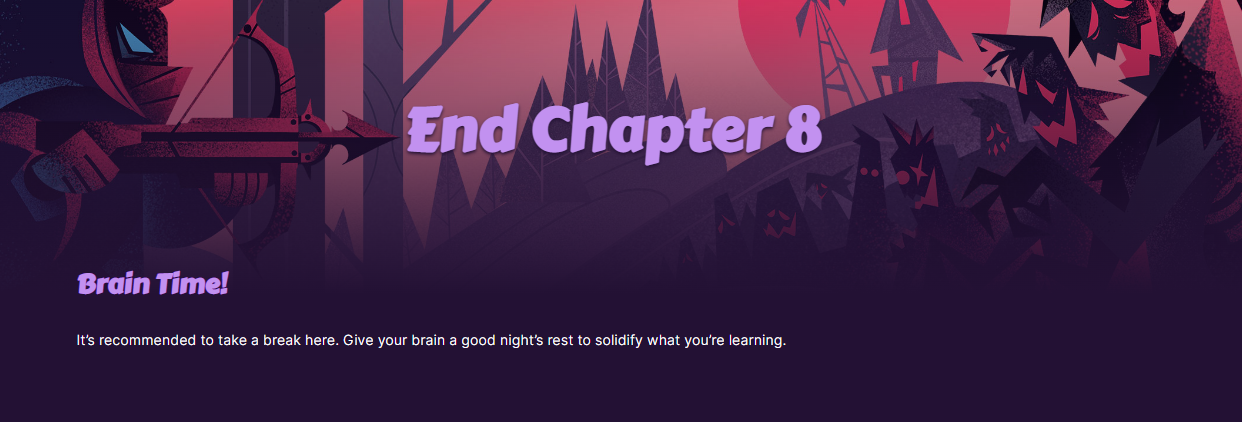 End Chapter 8
Brain Time!
It’s recommended to take a break here. Give your brain a good night’s rest to solidify what you’re learning.